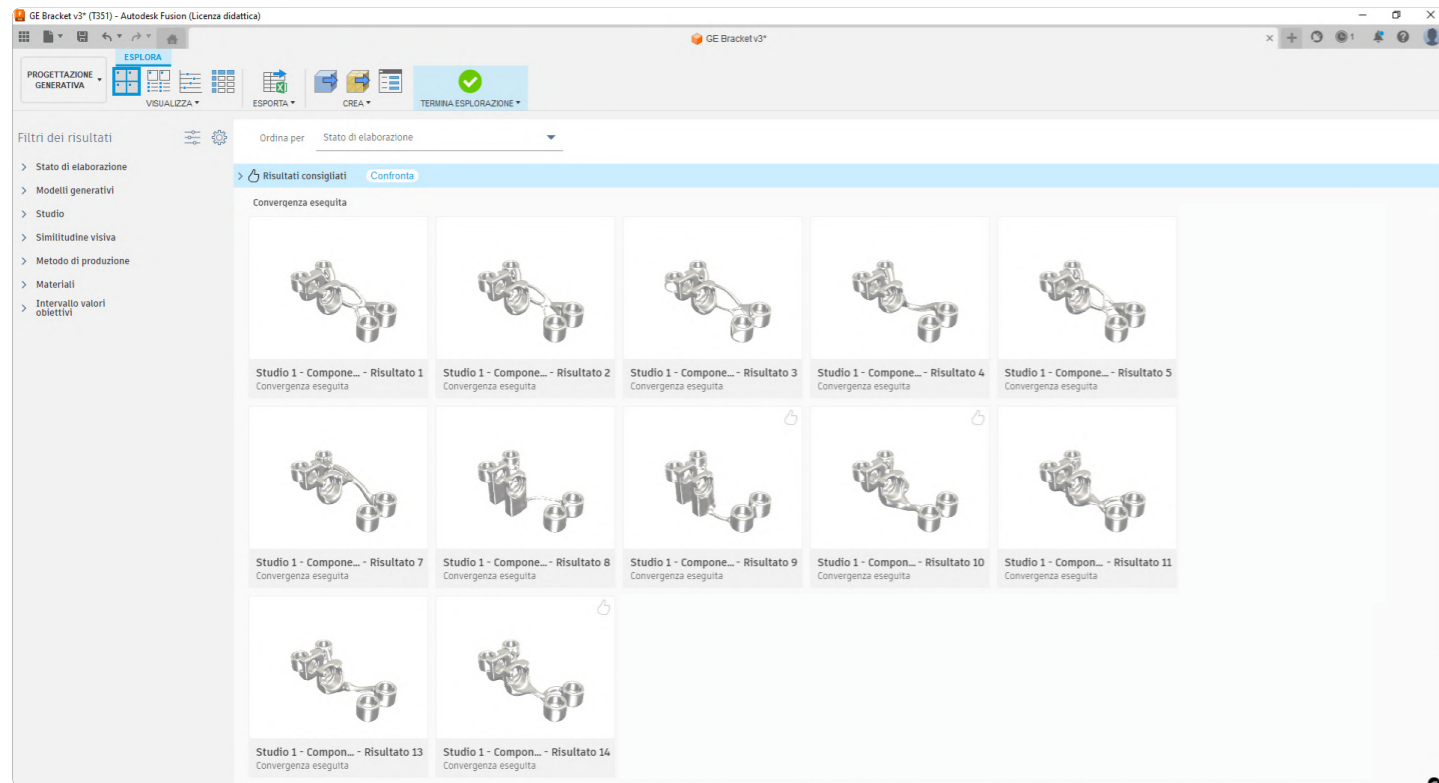 GE Bracket v3* (T351) - Autodesk Fusion (Licenza didattica)
GE Bracket v3*
1
ESPLORA
PROGETTAZIONE GENERATIVA
VISUALIZZA
ESPORTA
CREA
TERMINA ESPLORAZIONE
Filtri dei risultati
Ordina per Stato di elaborazione
Stato di elaborazione
Modelli generativi
Studio
Similitudine visiva
Metodo di produzione
Materiali
Intervallo valori
obiettivi
Risultati consigliati Confronta
Convergenza eseguita
Studio 1 - Compone... - Risultato 1
Convergenza eseguita
Studio 1 - Compone... - Risultato 2
Convergenza eseguita
Studio 1 - Compone... - Risultato 3
Convergenza eseguita
Studio 1 - Compone... - Risultato 4
Convergenza eseguita
Studio 1 - Compone... - Risultato 5
Convergenza eseguita
Studio 1 - Compone... - Risultato 7
Convergenza eseguita
Studio 1 - Compone... - Risultato 8
Convergenza eseguita
Studio 1 - Compone... - Risultato 9
Convergenza eseguita
Studio 1 - Compon... - Risultato 10
Convergenza eseguita
Studio 1 - Compon... - Risultato 11
Convergenza eseguita
Studio 1 - Compon... - Risultato 13
Convergenza eseguita
Studio 1 - Compon... - Risultato 14
Convergenza eseguita